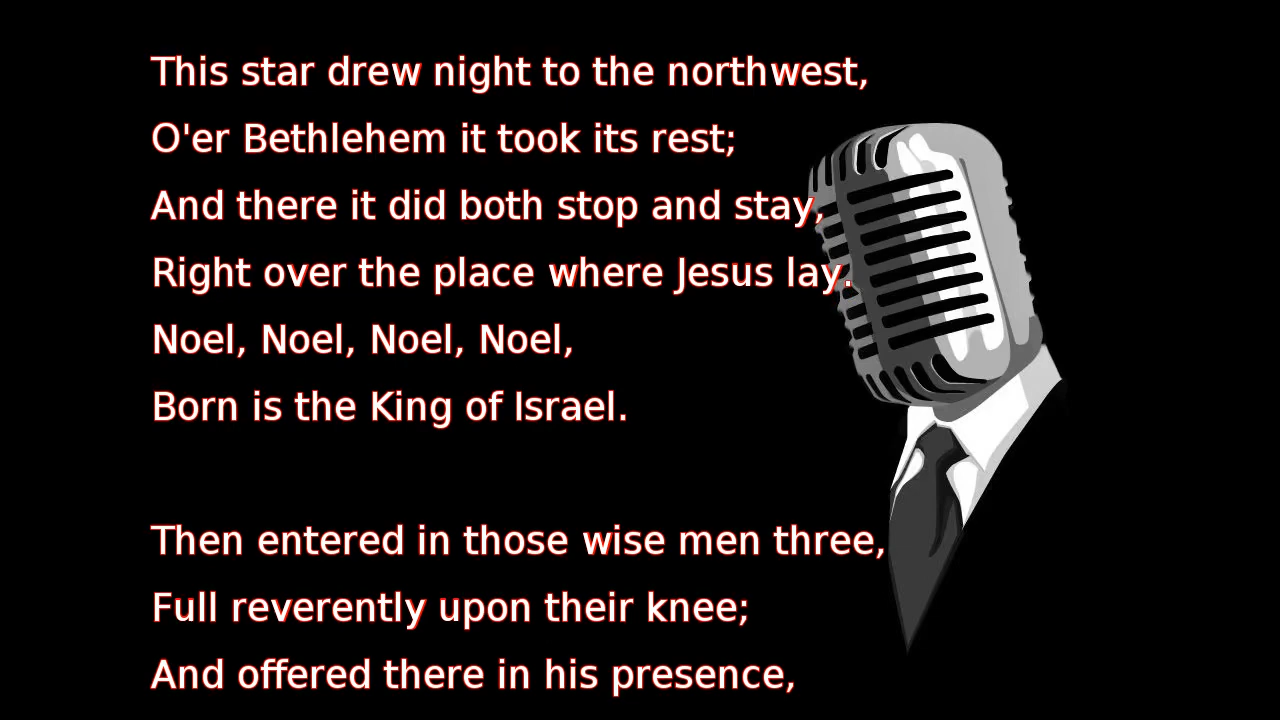 This star drew night to the northwest,
O'er Bethlehem it took its rest;
And there it did both stop and stay,
Right over the place where Jesus lay.
Noel, Noel, Noel, Noel,
Born is the King of Israel.
Then entered in those wise men three,
Full reverently upon their knee;
And offered there in his presence,